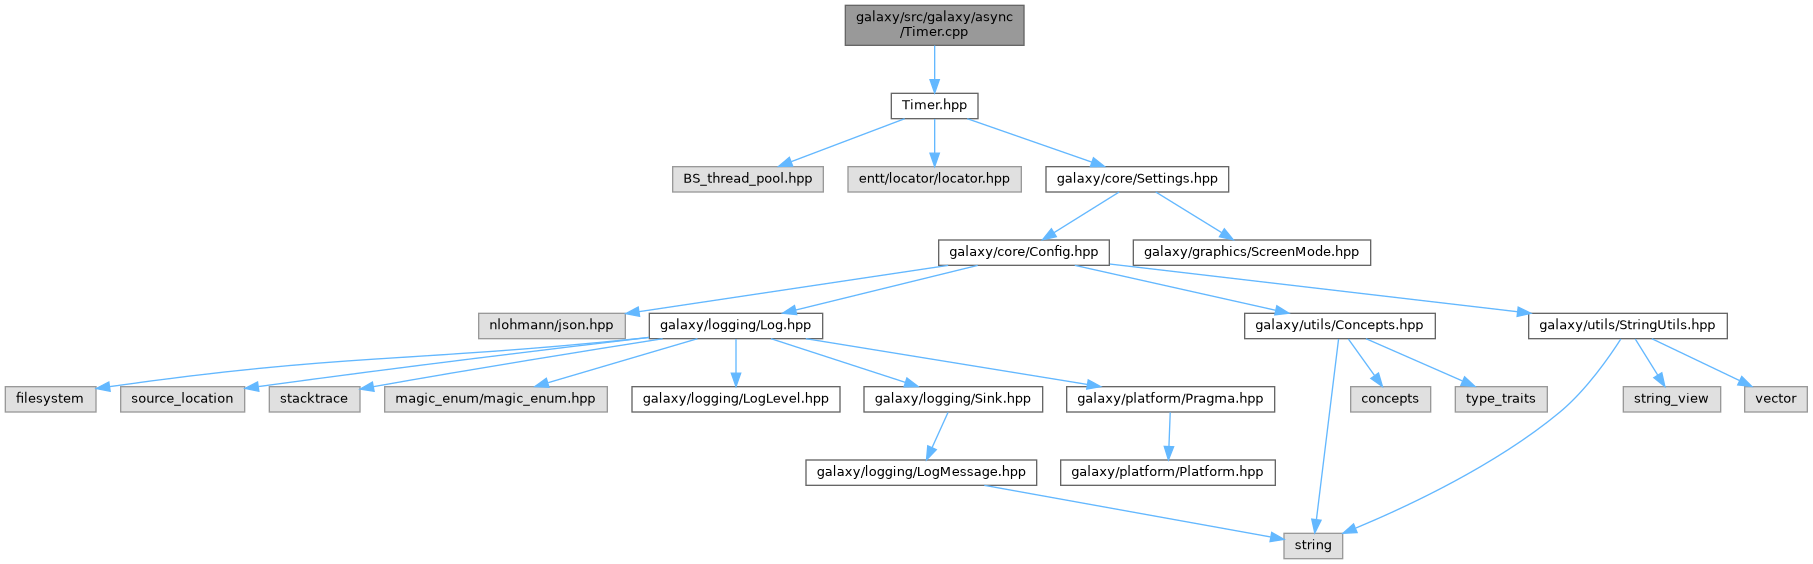 galaxy/src/galaxy/async
/Timer.cpp
Timer.hpp
BS_thread_pool.hpp
entt/locator/locator.hpp
galaxy/core/Settings.hpp
galaxy/core/Config.hpp
galaxy/graphics/ScreenMode.hpp
nlohmann/json.hpp
galaxy/logging/Log.hpp
galaxy/utils/Concepts.hpp
galaxy/utils/StringUtils.hpp
filesystem
source_location
stacktrace
magic_enum/magic_enum.hpp
galaxy/logging/LogLevel.hpp
galaxy/logging/Sink.hpp
galaxy/platform/Pragma.hpp
concepts
type_traits
string_view
vector
galaxy/logging/LogMessage.hpp
galaxy/platform/Platform.hpp
string